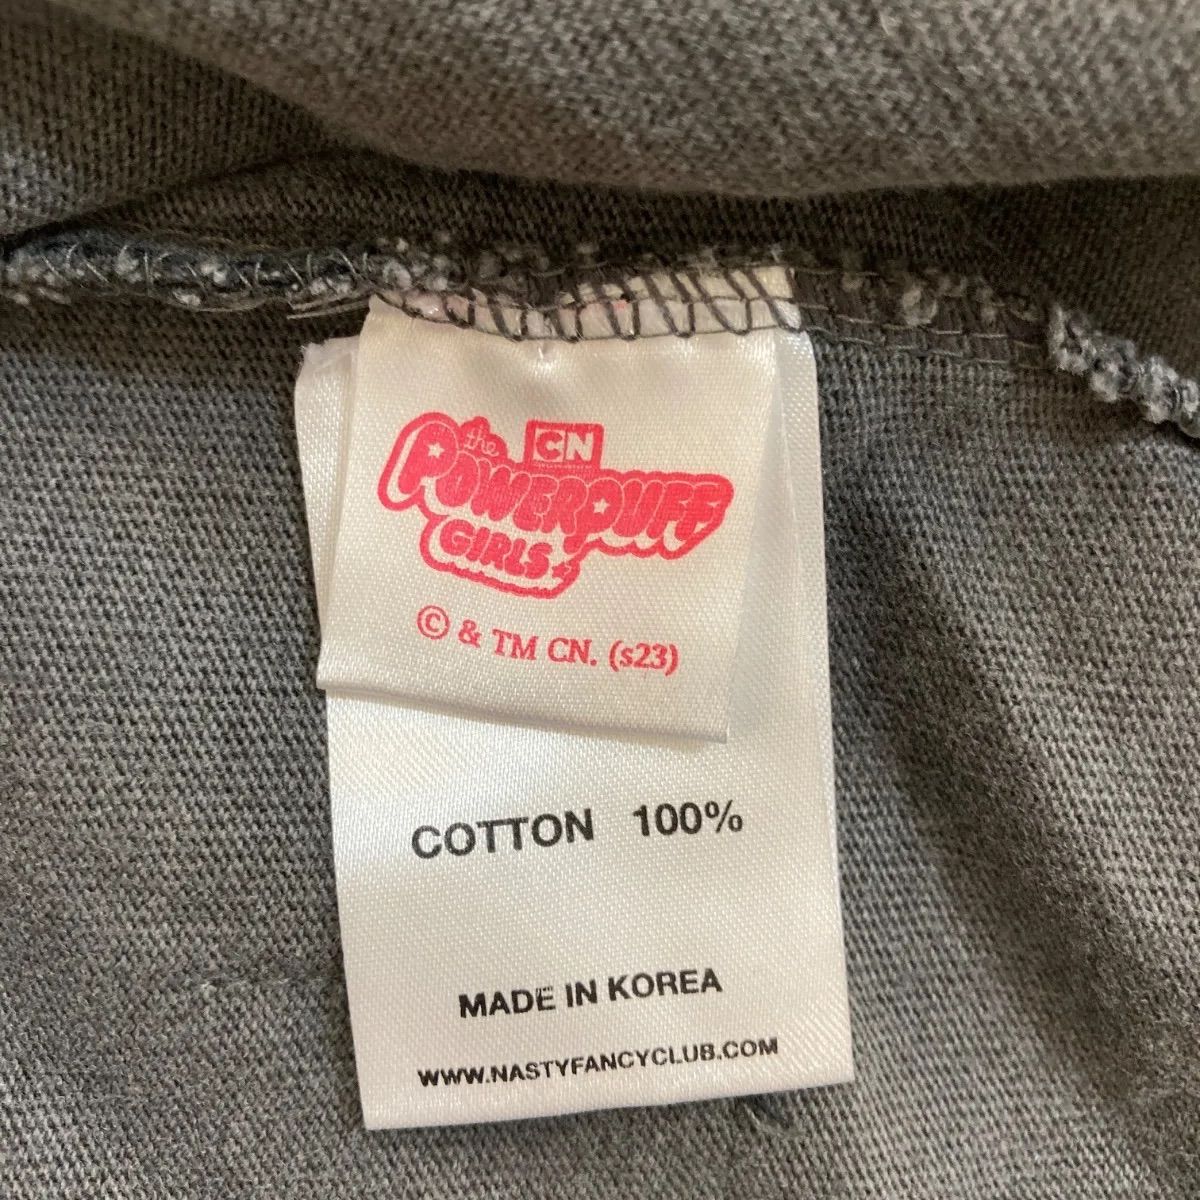 the
CN
POWERPUFF
GIRLS
© & TM CN. (s23)
COTTON 100%
MADE IN KOREA
WWW.NASTYFANCYCLUB.COM